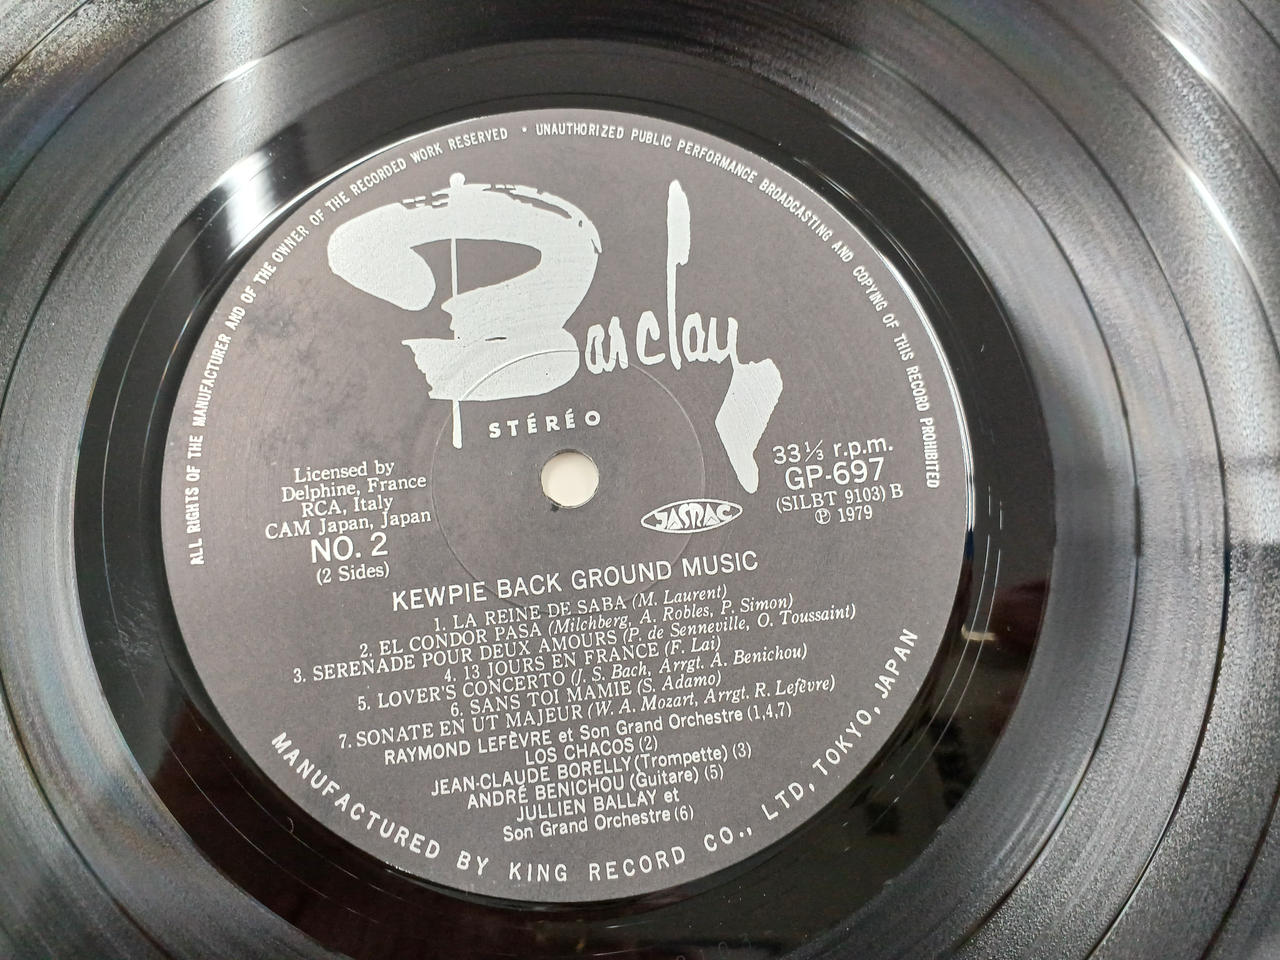 ALL RIGHTS OF THE MANUFACTURER AND OF THE OWNER OF THE RECORDED WORK RESERVED * UNAUTHORIZED PUBLIC PERFORMANCE BROADCASTING AND COPYING OF THIS RECORD PROHIBITED
Barclay
STÉRÉO
Licensed by
Delphine, France
RCA, Italy
CAM Japan, Japan
NO. 2
(2 Sides)
33⅓ r.p.m.
GP-697
(SILBT 9103) B
Ⓟ 1979
JASRAC
KEWPIE BACK GROUND MUSIC
1. LA REINE DE SABA (M. Laurent)
2. EL CONDOR PASA (Milchberg, A. Robles, P. Simon)
3. SERENADE POUR DEUX AMOURS (P. de Senneville, O. Toussaint)
4. 13 JOURS EN FRANCE (F. Lai)
5. LOVER'S CONCERTO (J. S. Bach, Arrgt. A. Benichou)
6. SANS TOI MAMIE (S. Adamo)
7. SONATE EN UT MAJEUR (W. A. Mozart, Arrgt. R. Lefèvre)
RAYMOND LEFÈVRE et Son Grand Orchestre (1,4,7)
LOS CHACOS (2)
JEAN-CLAUDE BORELLY (Trompette) (3)
ANDRÉ BENICHOU (Guitare) (5)
JULLIEN BALLAY et
Son Grand Orchestre (6)
MANUFACTURED BY KING RECORD CO., LTD, TOKYO, JAPAN